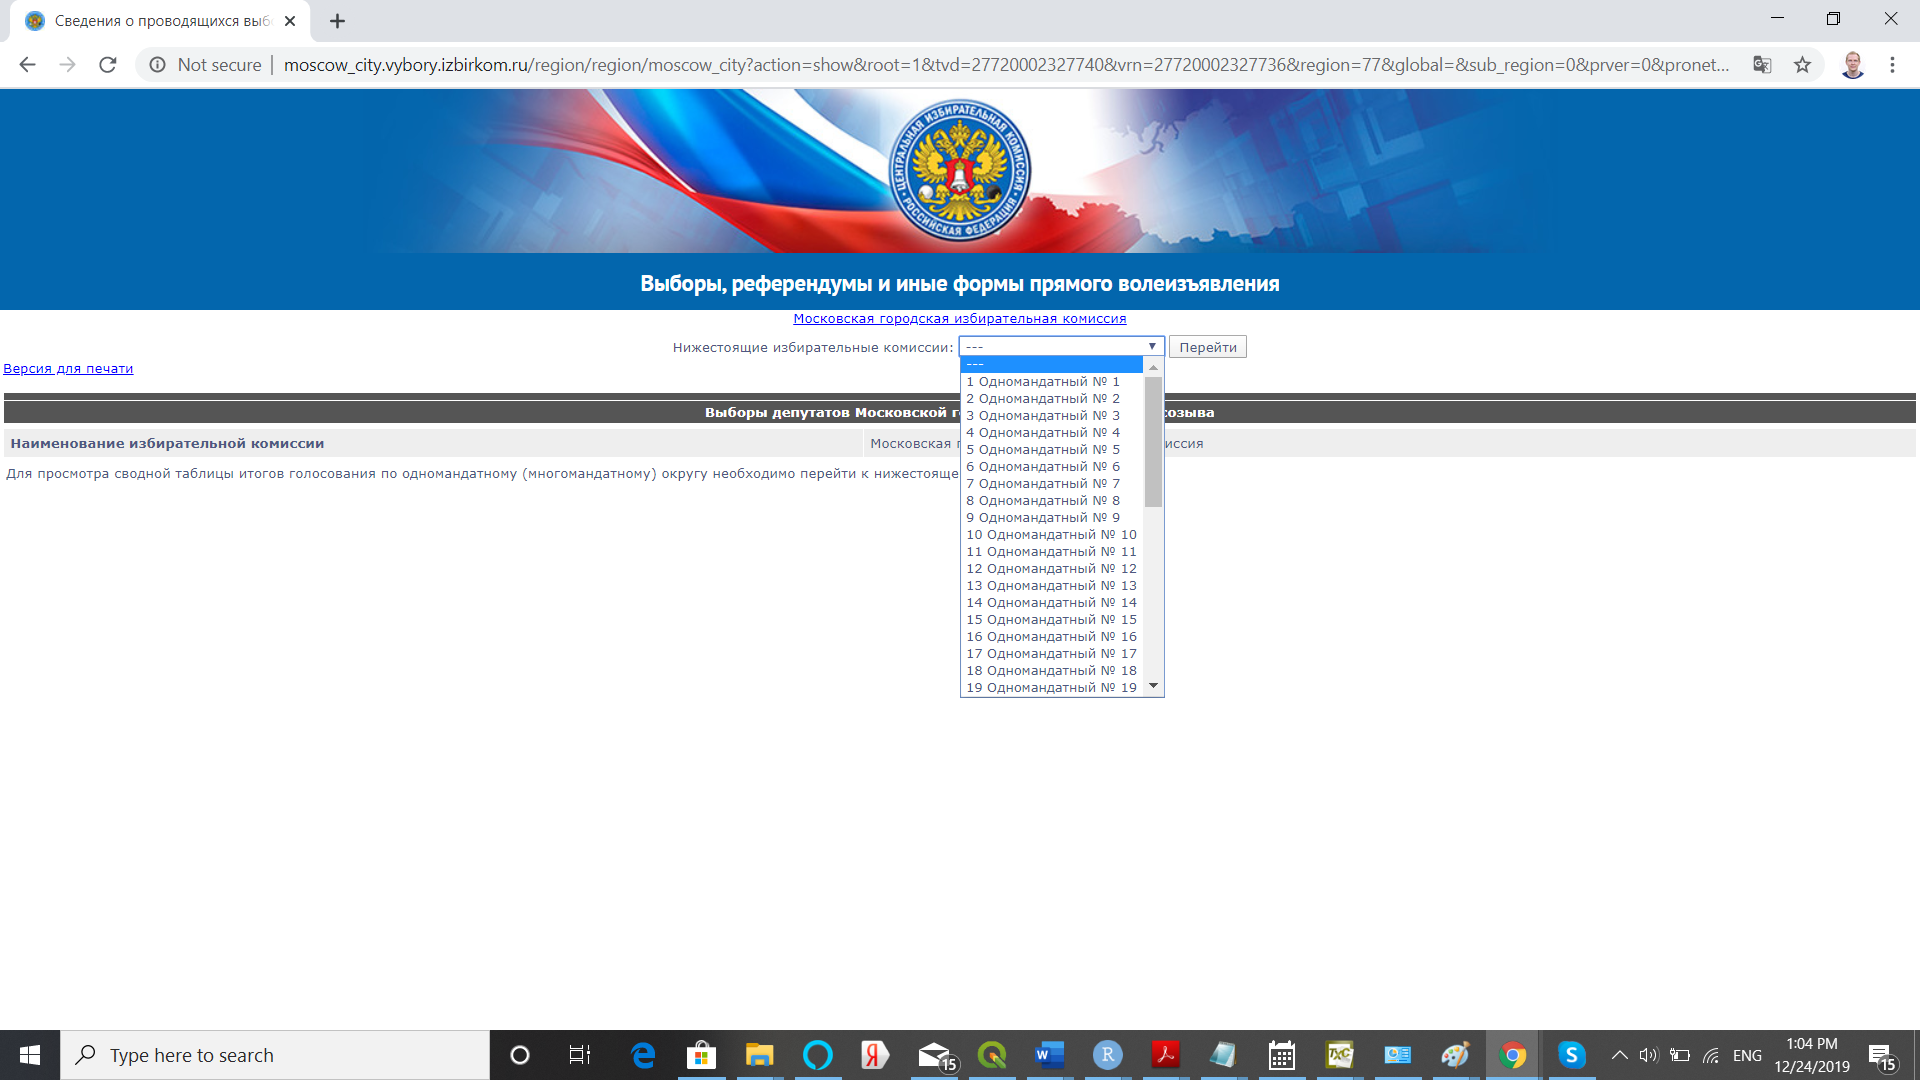 Сведения о проводящихся выб
Not secure | moscow_city.vybory.izbirkom.ru/region/region/moscow_city?action=show&root=1&tvd=27720002327740&vrn=27720002327736&region=77&global=&sub_region=0&prver=0&pronet...
ЦЕНТРАЛЬНАЯ ИЗБИРАТЕЛЬНАЯ КОМИССИЯ
РОССИЙСКАЯ ФЕДЕРАЦИЯ
Выборы, референдумы и иные формы прямого волеизъявления
Московская городская избирательная комиссия
Нижестоящие избирательные комиссии: --- Перейти
Версия для печати
---
1 Одномандатный № 1
2 Одномандатный № 2
3 Одномандатный № 3
4 Одномандатный № 4
5 Одномандатный № 5
6 Одномандатный № 6
7 Одномандатный № 7
8 Одномандатный № 8
9 Одномандатный № 9
10 Одномандатный № 10
11 Одномандатный № 11
12 Одномандатный № 12
13 Одномандатный № 13
14 Одномандатный № 14
15 Одномандатный № 15
16 Одномандатный № 16
17 Одномандатный № 17
18 Одномандатный № 18
19 Одномандатный № 19
Выборы депутатов Московской г созыва
Наименование избирательной комиссии Московская г миссия
Для просмотра сводной таблицы итогов голосования по одномандатному (многомандатному) округу необходимо перейти к нижестояще
Type here to search
15
ENG
1:04 PM
12/24/2019
15